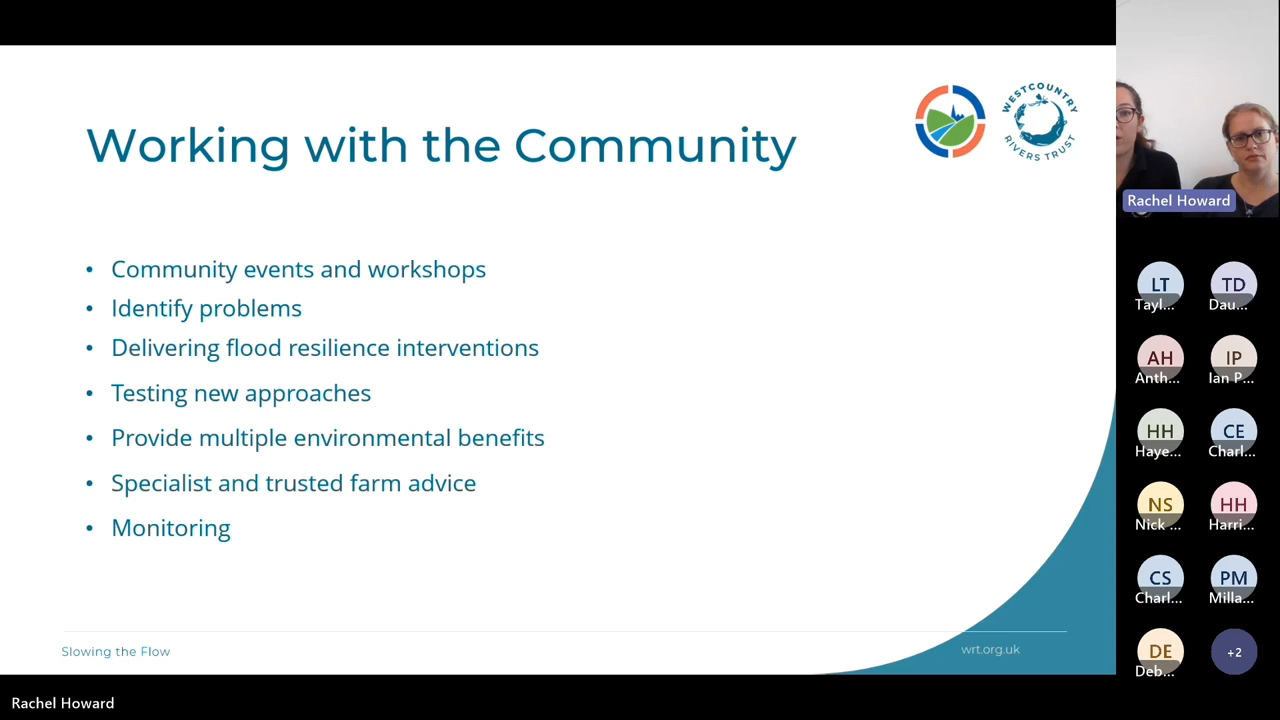 Working with the Community
WESTCOUNTRY
RIVERS TRUST
• Community events and workshops
• Identify problems
• Delivering flood resilience interventions
• Testing new approaches
• Provide multiple environmental benefits
• Specialist and trusted farm advice
• Monitoring
Slowing the Flow
wrt.org.uk
Rachel Howard
LT TD
Tayl... Dau...
AH IP
Anth... Ian P...
HH CE
Haye... Charl...
NS HH
Nick ... Harri...
CS PM
Charl... Milla...
DE +2
Deb...
Rachel Howard